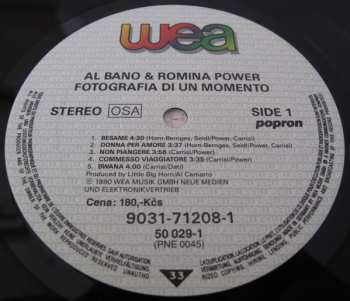 wea
AL BANO & ROMINA POWER
FOTOGRAFIA DI UN MOMENTO
STEREO OSA SIDE 1
popron
1 BESAME 4:30 (Horn-Bernges, Seidl/Power, Carrisi)
2 DONNA PER AMORE 3:37 (Horn-Bernges, Seidl/Power, Carrisi)
3 NON PIANGERE 3:58 (Carrisi/Power)
4 COMMESSO VIAGGIATORE 3:35 (Carrisi/Power)
5 BWANA 4:00 (Carrisi/Dati)
Produced by Little Big Horn/Al Carrisi
℗ 1990 WEA MUSIK GMBH NEUE MEDIEN
UND ELEKTRONIKVERTRIEB
Cena: 180,-Kčs
9031-71208-1
50 029-1
(PNE 0045)
33